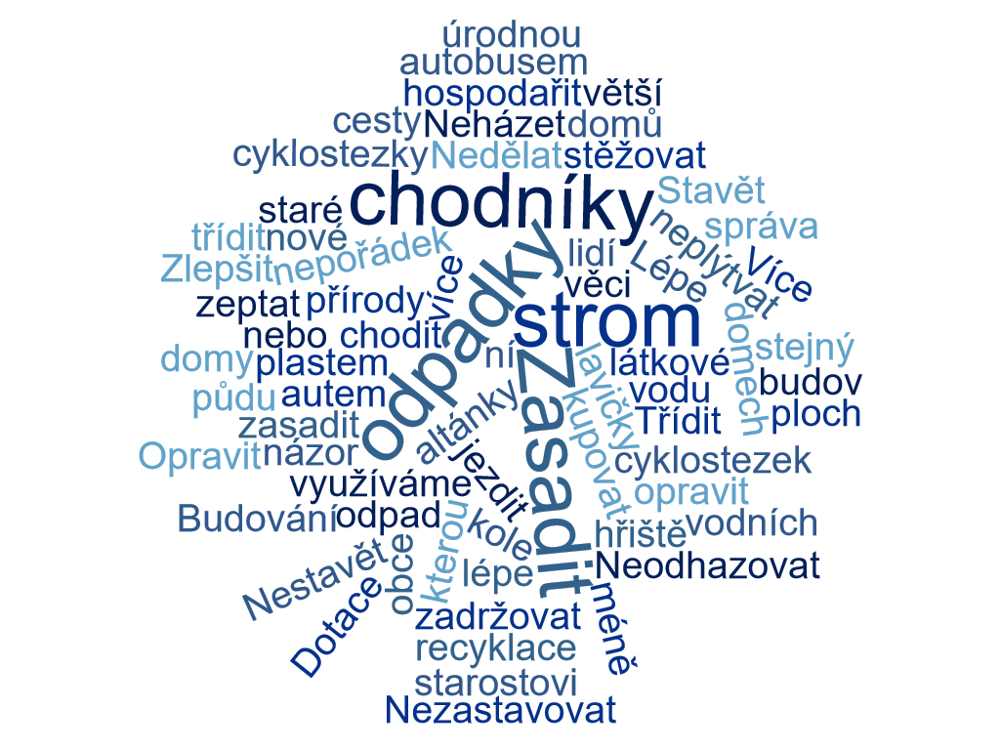 úrodnou
autobusem
hospodařit větší
cesty Neházet domů
cyklostezky Nedělat stěžovat
chodníky Stavět
staré neplýtvat správa
třídit nové nepořádek lidí Lépe Více
Zlepšit více odpadky věci
zeptat přírody strom
nebo chodit ní domech stejný
domy plastem Zasadit lavičky látkové budov
půdu autem kupovat vodu
zasadit altánky Třídit ploch
Opravit názor jezdit cyklostezek
využíváme opravit
Budování odpad kterou kole hřiště vodních
Nestavět obce lépe Neodhazovat
Dotace zadržovat méně
recyklace
starostovi
Nezastavovat